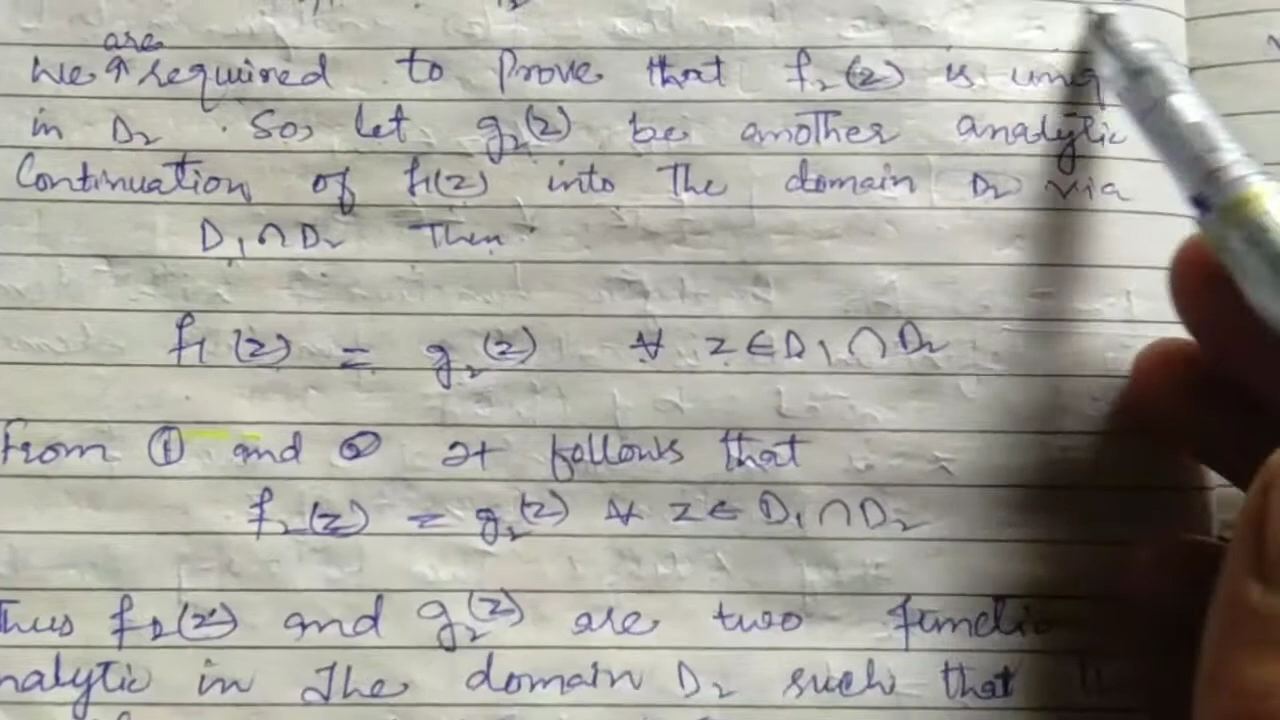 are
We ↑ required to Prove that f₂(z) is uniq
in D₂ . So, Let g₂(z) be another analytic
Continuation of f₁(z) into The domain D₂ via
D₁∩D₂ Then
f₁(z) = g₂(z) ∀ z∈D₁∩D₂
From ① and ② It follows that
f₂(z) = g₂(z) ∀ z∈D₁∩D₂
Thus f₂(z) and g₂(z) are two functio
nalytic in The domain D₂ such that